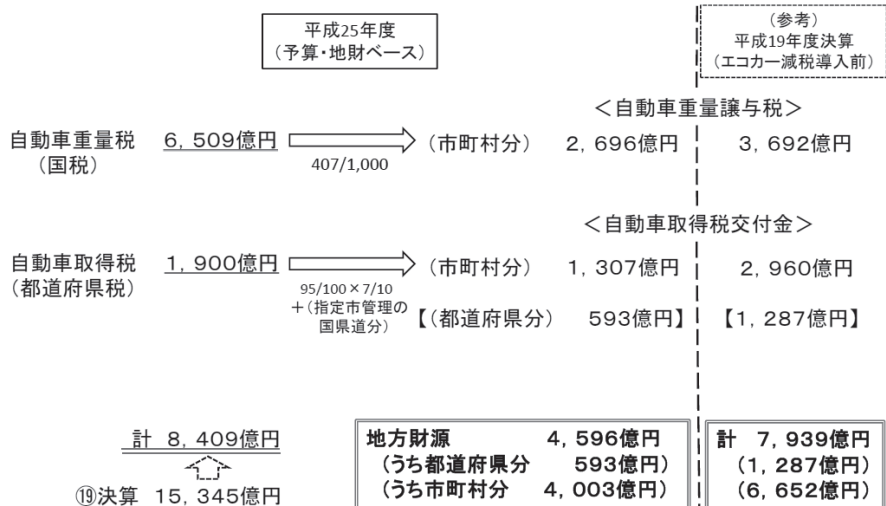 平成25年度
(予算・地財ベース)
(参考)
平成19年度決算
(エコカー減税導入前)
<自動車重量譲与税>
自動車重量税 6,509億円 (市町村分) 2,696億円 3,692億円
(国税)
407/1,000
<自動車取得税交付金>
自動車取得税 1,900億円 (市町村分) 1,307億円 2,960億円
(都道府県税)
95/100×7/10
+(指定市管理の
国県道分)
【(都道府県分) 593億円】 【1,287億円】
計 8,409億円
⑲決算 15,345億円
地方財源 4,596億円
(うち都道府県分 593億円)
(うち市町村分 4,003億円)
計 7,939億円
(1,287億円)
(6,652億円)